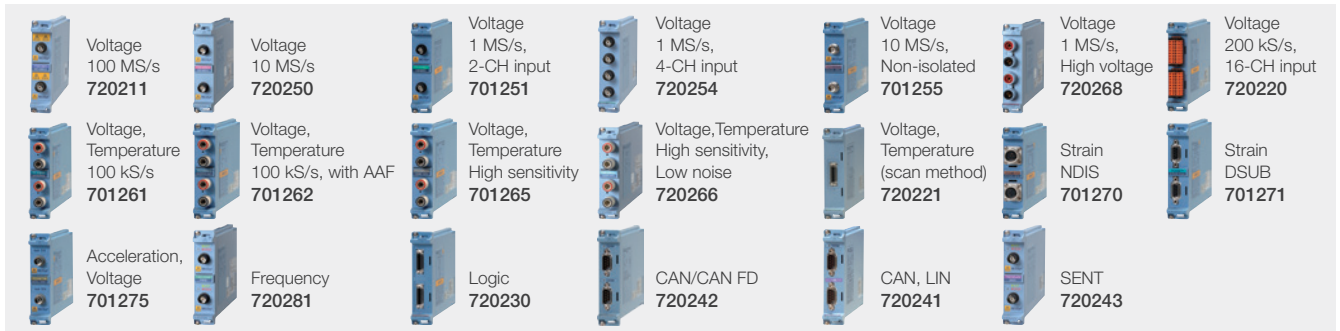 Voltage
100 MS/s
720211
Voltage
10 MS/s
720250
Voltage
1 MS/s,
2-CH input
701251
Voltage
1 MS/s,
4-CH input
720254
Voltage
10 MS/s,
Non-isolated
701255
Voltage
1 MS/s,
High voltage
720268
Voltage
200 kS/s,
16-CH input
720220
Voltage,
Temperature
100 kS/s
701261
Voltage,
Temperature
100 kS/s, with AAF
701262
Voltage,
Temperature
High sensitivity
701265
Voltage,Temperature
High sensitivity,
Low noise
720266
Voltage,
Temperature
(scan method)
720221
Strain
NDIS
701270
Strain
DSUB
701271
Acceleration,
Voltage
701275
Frequency
720281
Logic
720230
CAN/CAN FD
720242
CAN, LIN
720241
SENT
720243